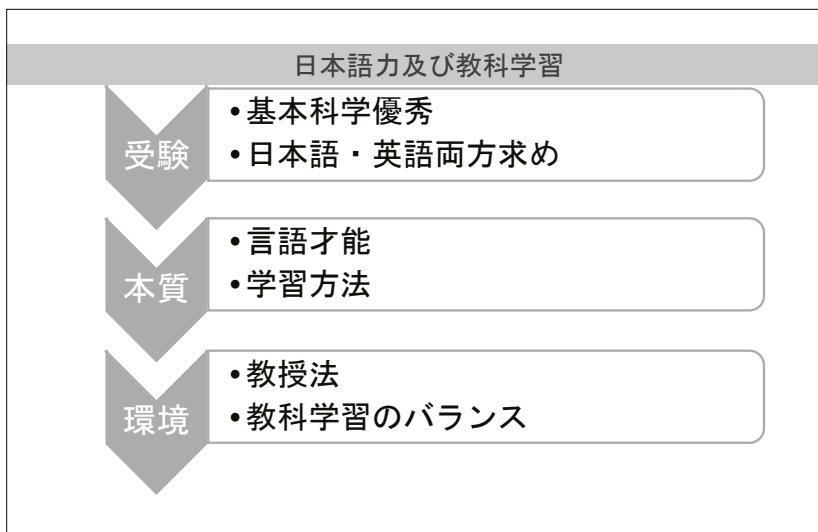 日本語力及び教科学習
受験
•基本科学優秀
•日本語・英語両方求め
本質
•言語才能
•学習方法
環境
•教授法
•教科学習のバランス